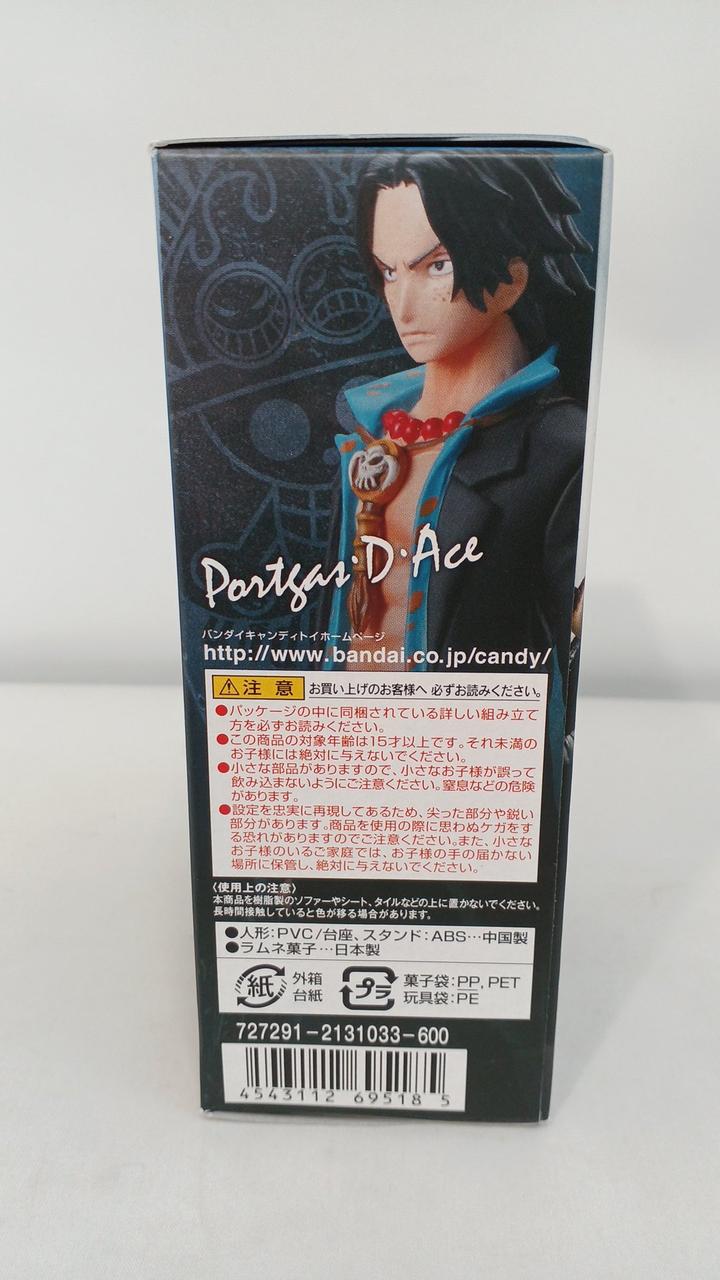 Portgas・D・Ace
バンダイキャンディトイホームページ
http://www.bandai.co.jp/candy/
注意 お買い上げのお客様へ 必ずお読みください。
●パッケージの中に同梱されている詳しい組み立て
方を必ずお読みください。
●この商品の対象年齢は15才以上です。それ未満の
お子様には絶対に与えないでください。
●小さな部品がありますので、小さなお子様が誤って
飲み込まないようにご注意ください。窒息などの危険
があります。
●設定を忠実に再現してあるため、尖った部分や鋭い
部分があります。商品を使用の際に思わぬケガをす
る恐れがありますのでご注意ください。また、小さな
お子様のいるご家庭では、お子様の手の届かない
場所に保管し、絶対に与えないでください。
〈使用上の注意〉
本商品を樹脂製のソファーやシート、タイルなどの上に置かないでください。
長時間接触していると色が移る場合があります。
●人形:PVC/台座、スタンド:ABS…中国製
●ラムネ菓子…日本製
紙 外箱
台紙
プラ 菓子袋:PP, PET
玩具袋:PE
727291-2131033-600
4543112 69518 5